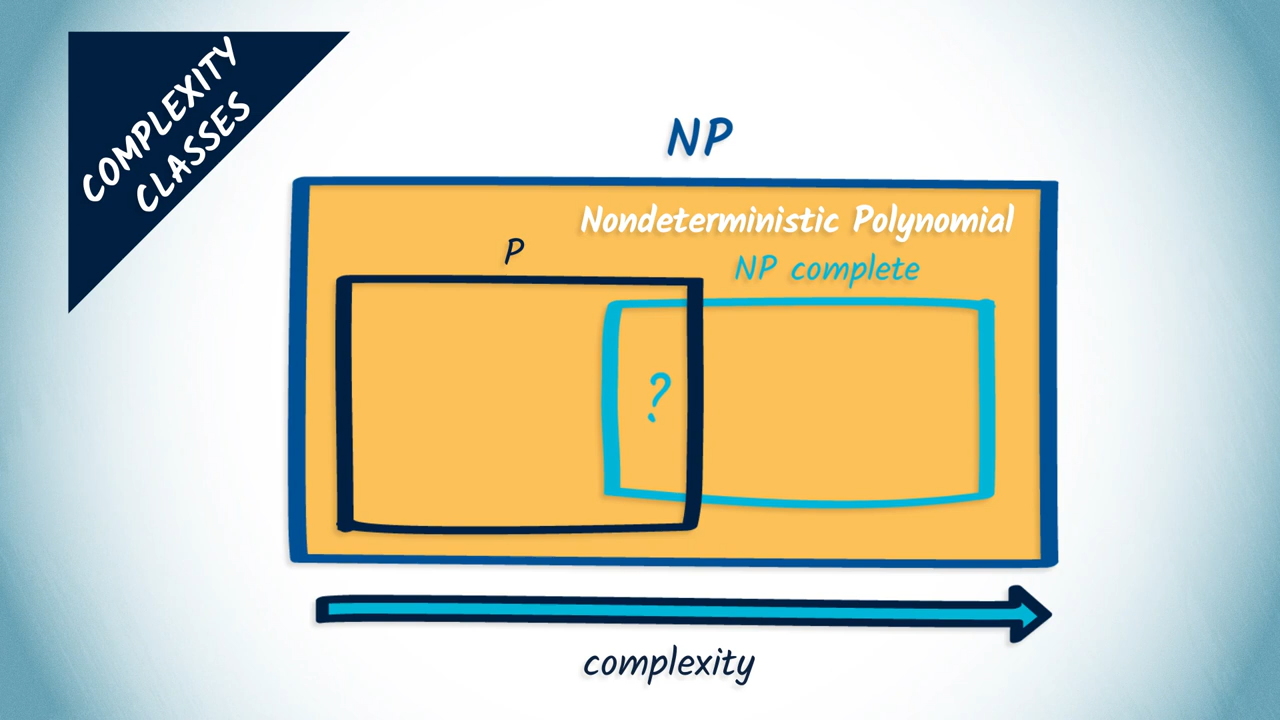 COMPLEXITY
CLASSES
NP
Nondeterministic Polynomial
P
NP complete
?
complexity